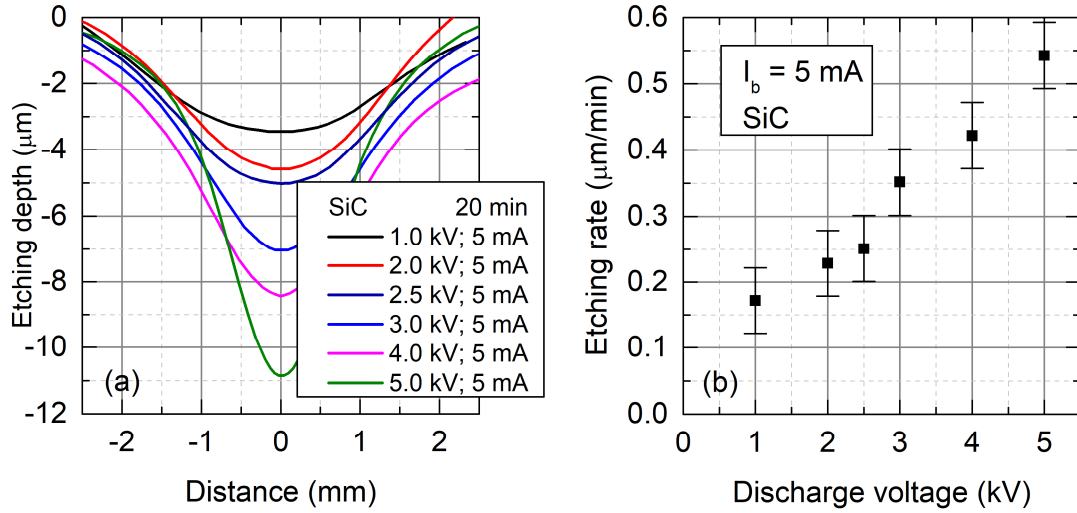 0
-2
-4
-6
-8
-10
-12
-2
-1
0
1
2
Etching depth (μm)
Distance (mm)
(a)
SiC 20 min
1.0 kV; 5 mA
2.0 kV; 5 mA
2.5 kV; 5 mA
3.0 kV; 5 mA
4.0 kV; 5 mA
5.0 kV; 5 mA
0.6
0.5
0.4
0.3
0.2
0.1
0.0
0
1
2
3
4
5
Etching rate (μm/min)
Discharge voltage (kV)
(b)
I_b = 5 mA
SiC